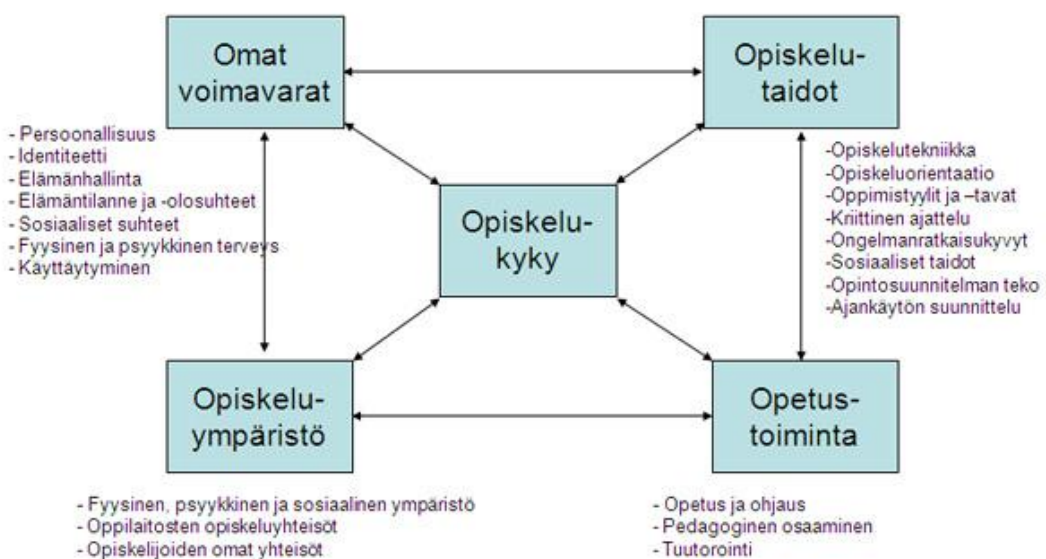 Omat
voimavarat
- Persoonallisuus
- Identiteetti
- Elämänhallinta
- Elämäntilanne ja -olosuhteet
- Sosiaaliset suhteet
- Fyysinen ja psyykkinen terveys
- Käyttäytyminen
Opiskelu-
taidot
-Opiskelutekniikka
-Opiskeluorientaatio
-Oppimistyylit ja –tavat
-Kriittinen ajattelu
-Ongelmanratkaisukyvyt
-Sosiaaliset taidot
-Opintosuunnitelman teko
-Ajankäytön suunnittelu
Opiskelu-
kyky
Opiskelu-
ympäristö
- Fyysinen, psyykkinen ja sosiaalinen ympäristö
- Oppilaitosten opiskeluyhteisöt
- Opiskelijoiden omat yhteisöt
Opetus-
toiminta
- Opetus ja ohjaus
- Pedagoginen osaaminen
- Tuutorointi